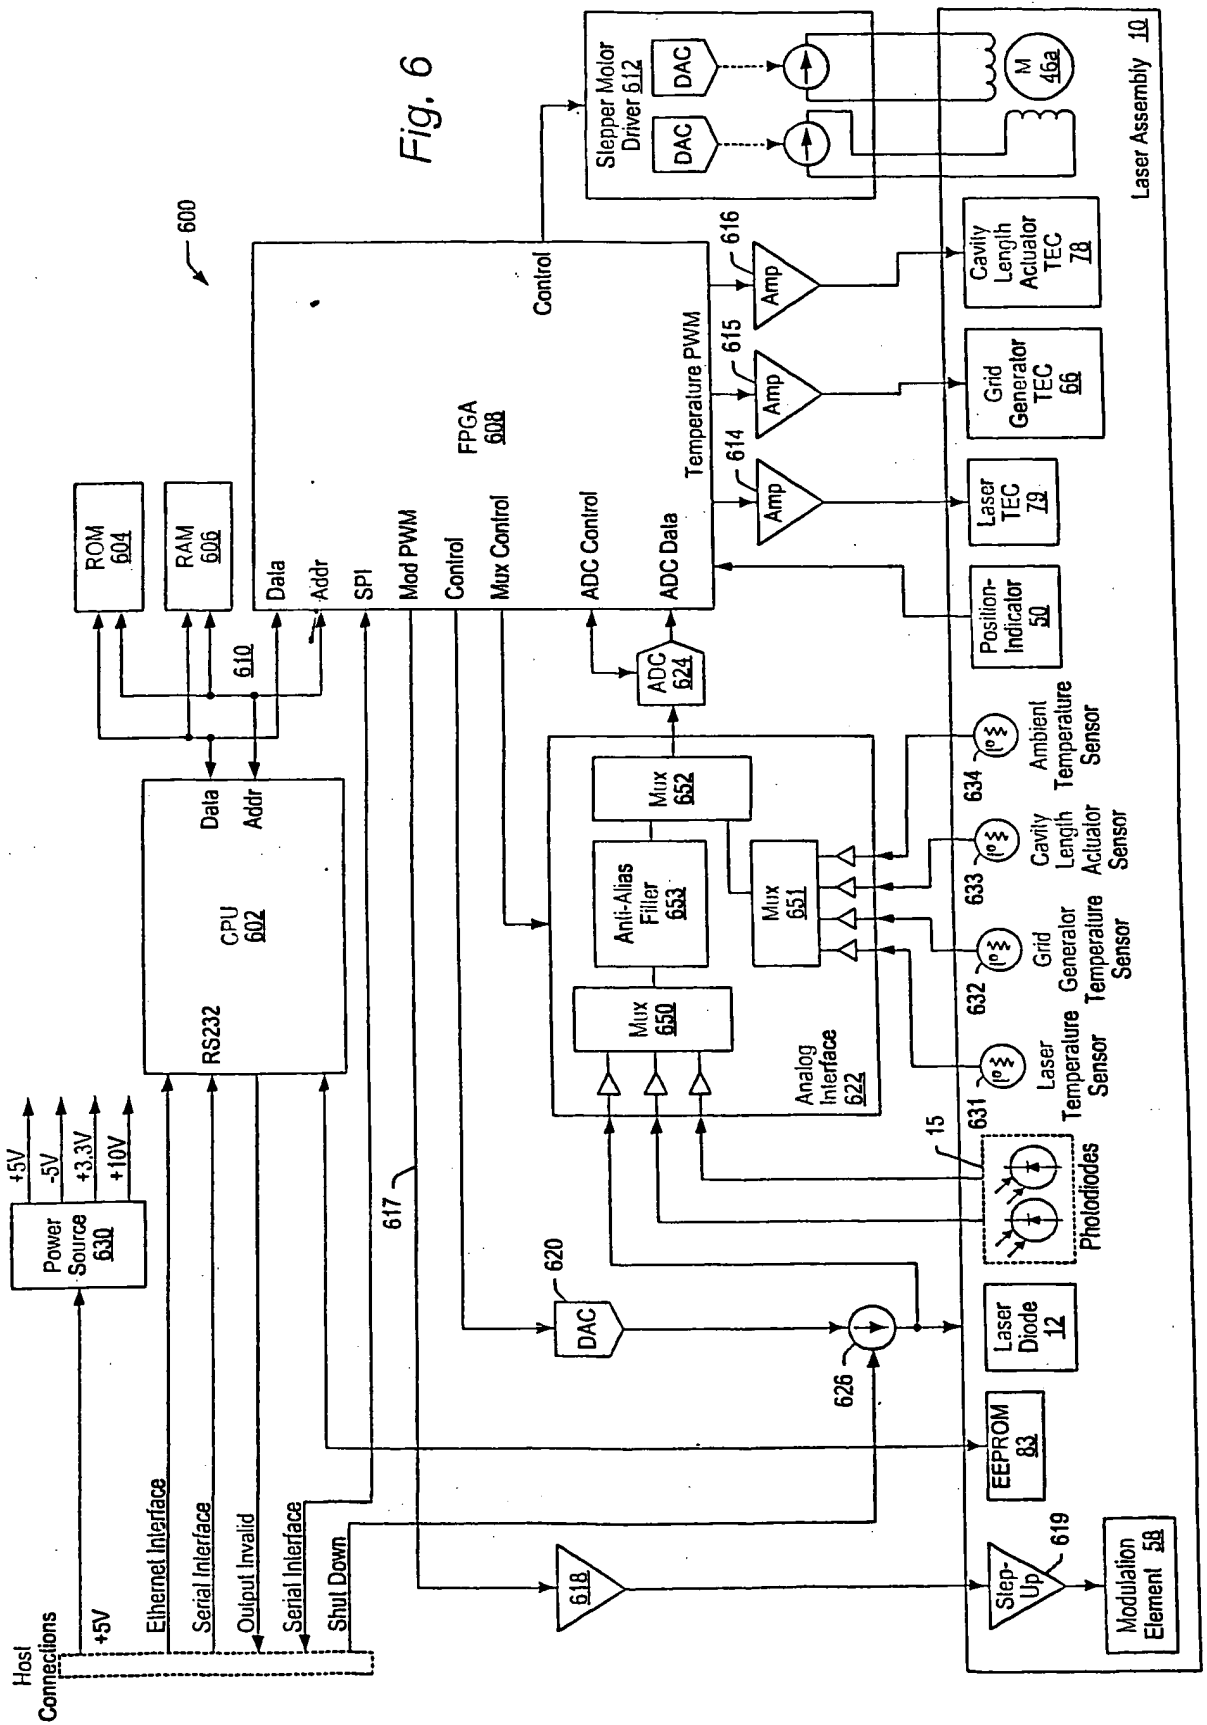 Fig. 6
600
Host
Connections
+5V
Ethernet Interface
Serial Interface
Output Invalid
Serial Interface
Shut Down
Power
Source
630
+5V
-5V
+3.3V
+10V
RS232
CPU
602
Data
Addr
ROM
604
RAM
606
610
Data
Addr
SPI
Mod PWM
Control
Mux Control
ADC Control
ADC Data
FPGA
608
Control
Temperature PWM
Stepper Motor
Driver 612
DAC
DAC
617
618
DAC
620
626
Mux
650
Anti-Alias
Filler
653
Mux
652
Mux
651
Analog
Interface
622
ADC
624
Amp
614
Amp
615
Amp
616
Step-
Up
619
Modulation
Element 58
EEPROM
83
Laser
Diode
12
15
Photodiodes
631
Laser
Temperature
Sensor
632
Grid
Generator
Temperature
Sensor
633
Cavity
Length
Actuator
Sensor
634
Ambient
Temperature
Sensor
Position-
Indicator
50
Laser
TEC
79
Grid
Generator
TEC
66
Cavity
Length
Actuator
TEC
78
M
46a
Laser Assembly 10